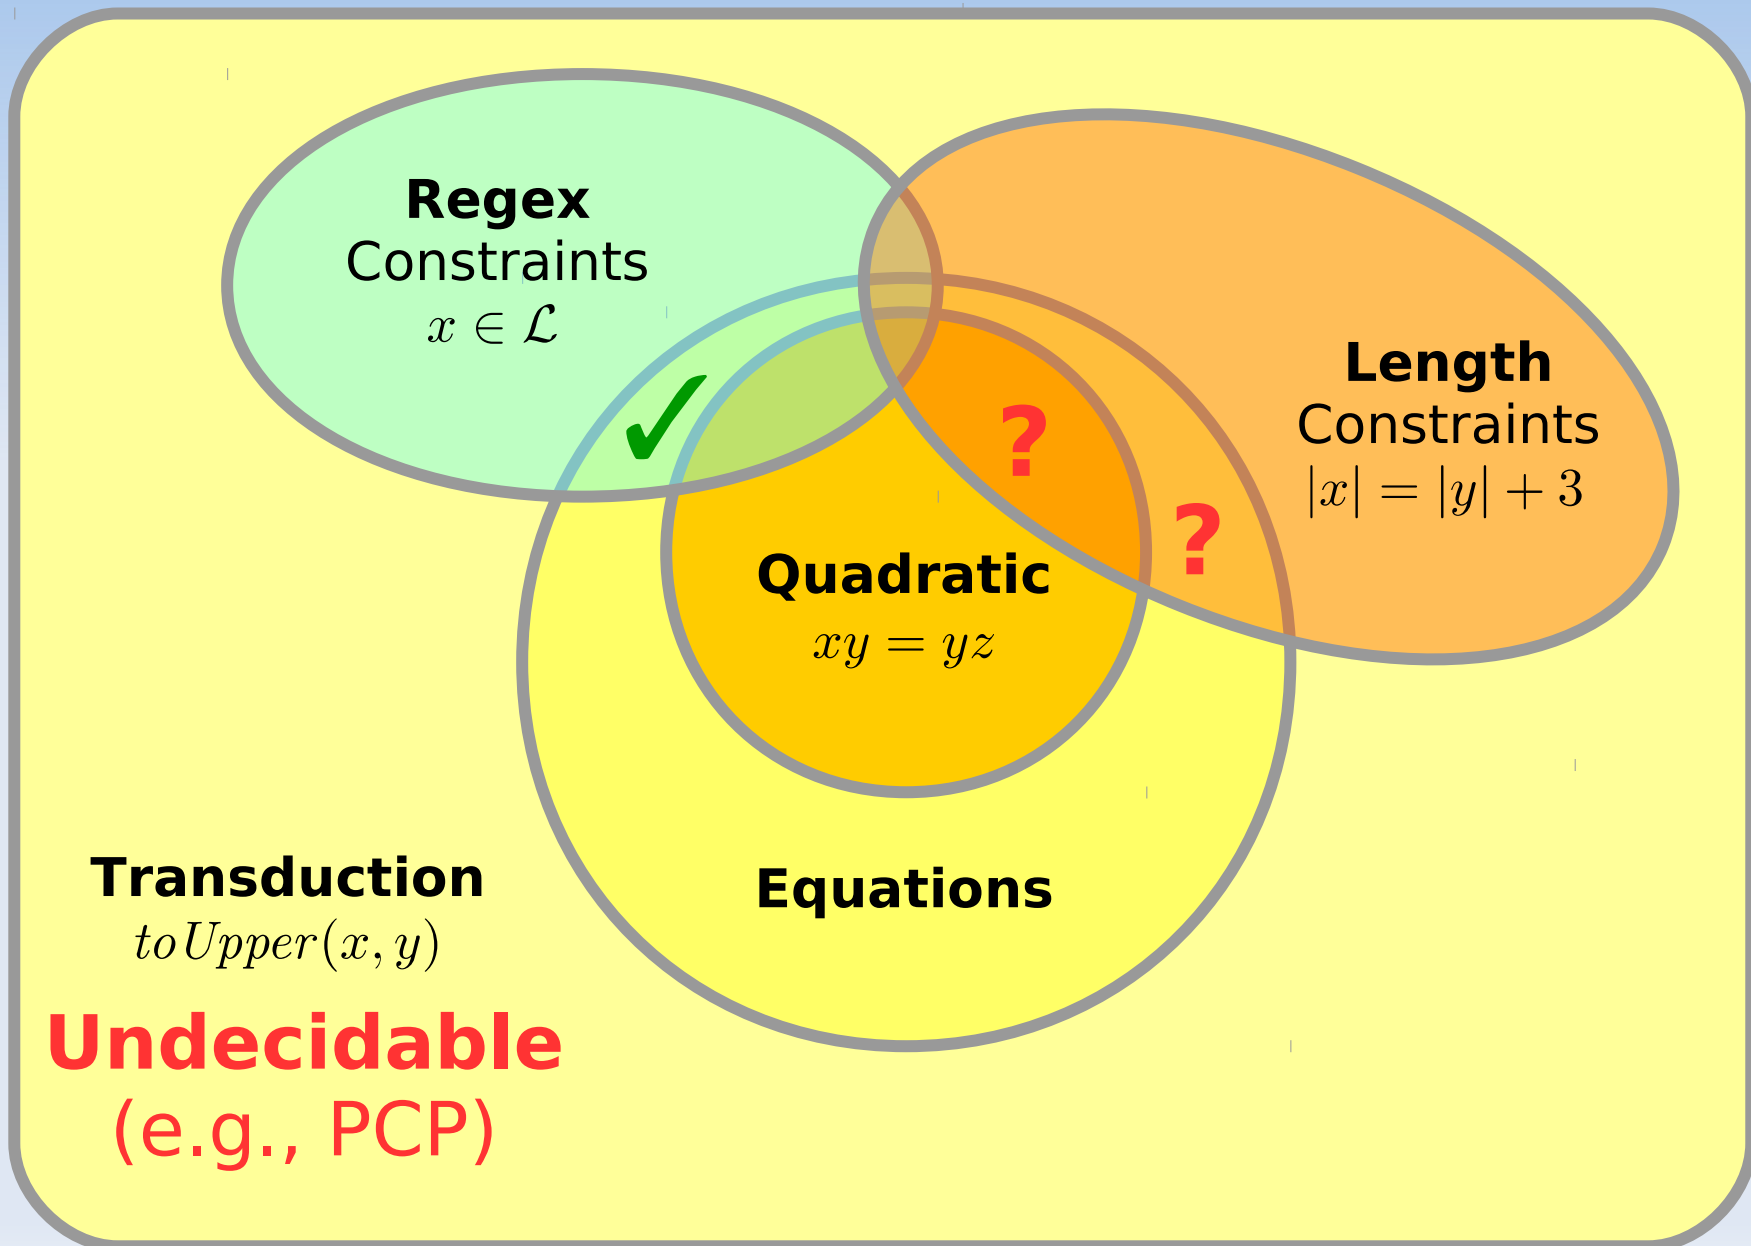 Regex
Constraints
x ∈ ℒ
✓
Length
Constraints
|x| = |y| + 3
?
?
Quadratic
xy = yz
Equations
Transduction
toUpper(x, y)
Undecidable
(e.g., PCP)